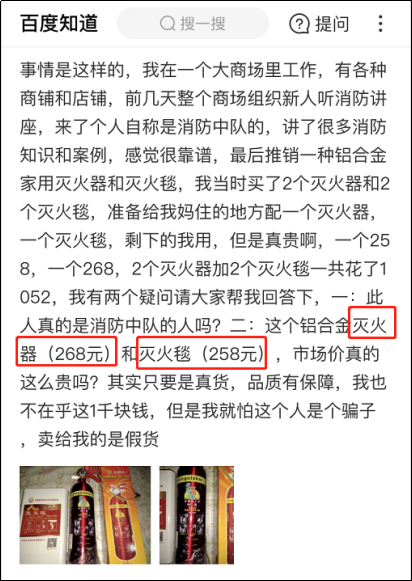 百度知道
搜一搜
提问
事情是这样的，我在一个大商场里工作，有各种
商铺和店铺，前几天整个商场组织新人听消防讲
座，来了个人自称是消防中队的，讲了很多消防
知识和案例，感觉很靠谱，最后推销一种铝合金
家用灭火器和灭火毯，我当时买了2个灭火器和2
个灭火毯，准备给我妈住的地方配一个灭火器，
一个灭火毯，剩下的我用，但是真贵啊，一个25
8，一个268，2个灭火器加2个灭火毯一共花了1
052，我有两个疑问请大家帮我回答下，一：此
人真的是消防中队的人吗？二：这个铝合金灭火
器（268元）和灭火毯（258元），市场价真的
这么贵吗？其实只要是真货，品质有保障，我也
不在乎这1千块钱，但是我就怕这个人是个骗子
，卖给我的是假货
灭火毯